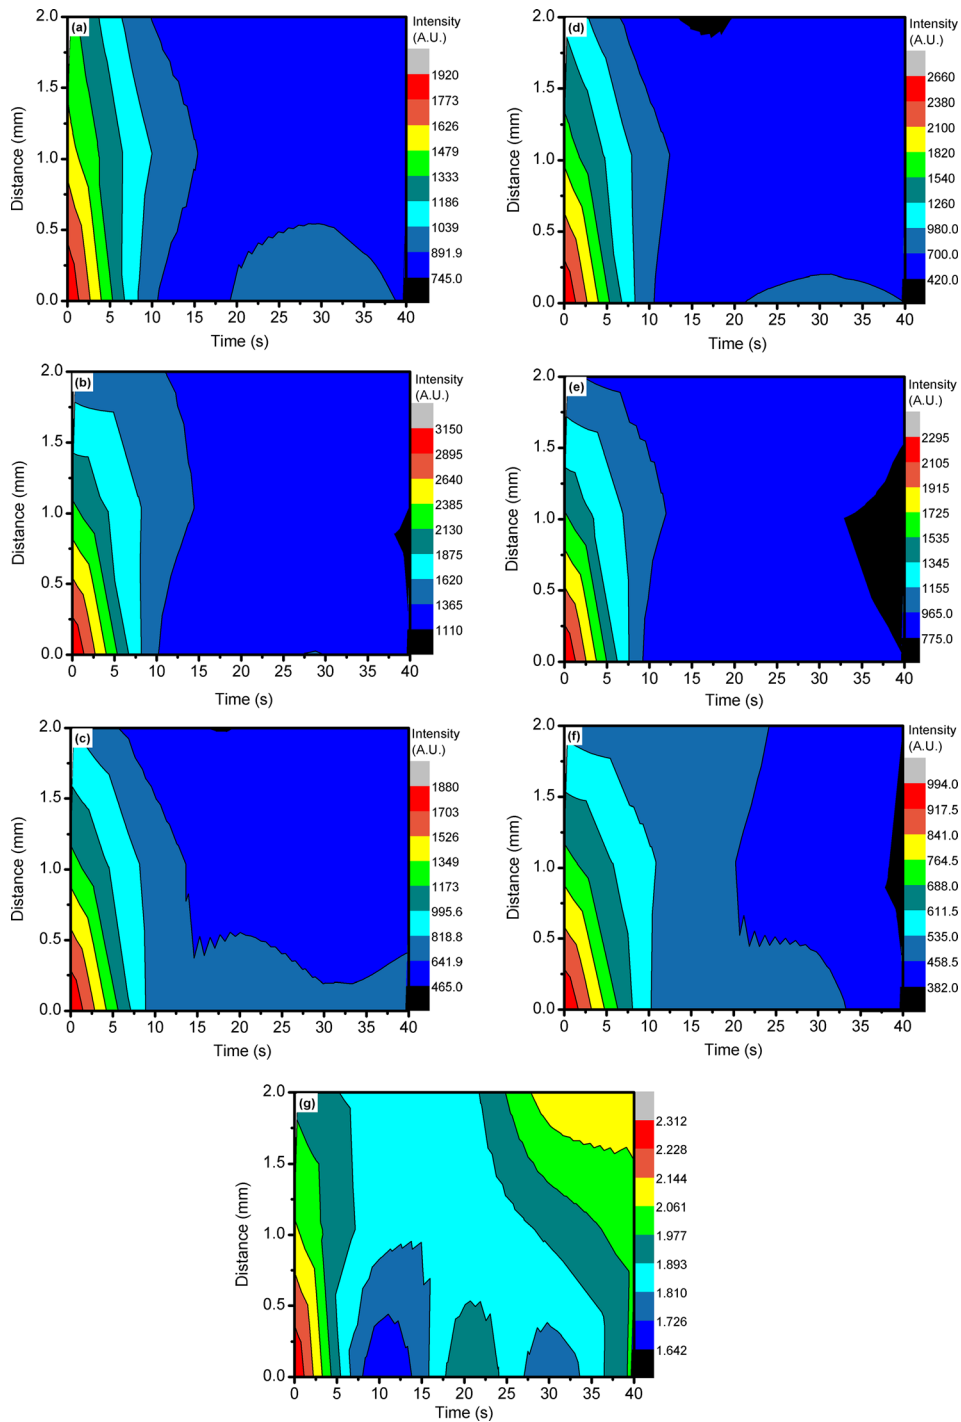 (a)
Intensity
(A.U.)
1920
1773
1626
1479
1333
1186
1039
891.9
745.0
2.0
1.5
1.0
0.5
0.0
Distance (mm)
0 5 10 15 20 25 30 35 40
Time (s)
(d)
Intensity
(A.U.)
2660
2380
2100
1820
1540
1260
980.0
700.0
420.0
2.0
1.5
1.0
0.5
0.0
Distance (mm)
0 5 10 15 20 25 30 35 40
Time (s)
(b)
Intensity
(A.U.)
3150
2895
2640
2385
2130
1875
1620
1365
1110
2.0
1.5
1.0
0.5
0.0
Distance (mm)
0 5 10 15 20 25 30 35 40
Time (s)
(e)
Intensity
(A.U.)
2295
2105
1915
1725
1535
1345
1155
965.0
775.0
2.0
1.5
1.0
0.5
0.0
Distance (mm)
0 5 10 15 20 25 30 35 40
Time (s)
(c)
Intensity
(A.U.)
1880
1703
1526
1349
1173
995.6
818.8
641.9
465.0
2.0
1.5
1.0
0.5
0.0
Distance (mm)
0 5 10 15 20 25 30 35 40
Time (s)
(f)
Intensity
(A.U.)
994.0
917.5
841.0
764.5
688.0
611.5
535.0
458.5
382.0
2.0
1.5
1.0
0.5
0.0
Distance (mm)
0 5 10 15 20 25 30 35 40
Time (s)
(g)
2.312
2.228
2.144
2.061
1.977
1.893
1.810
1.726
1.642
2.0
1.5
1.0
0.5
0.0
Distance (mm)
0 5 10 15 20 25 30 35 40
Time (s)